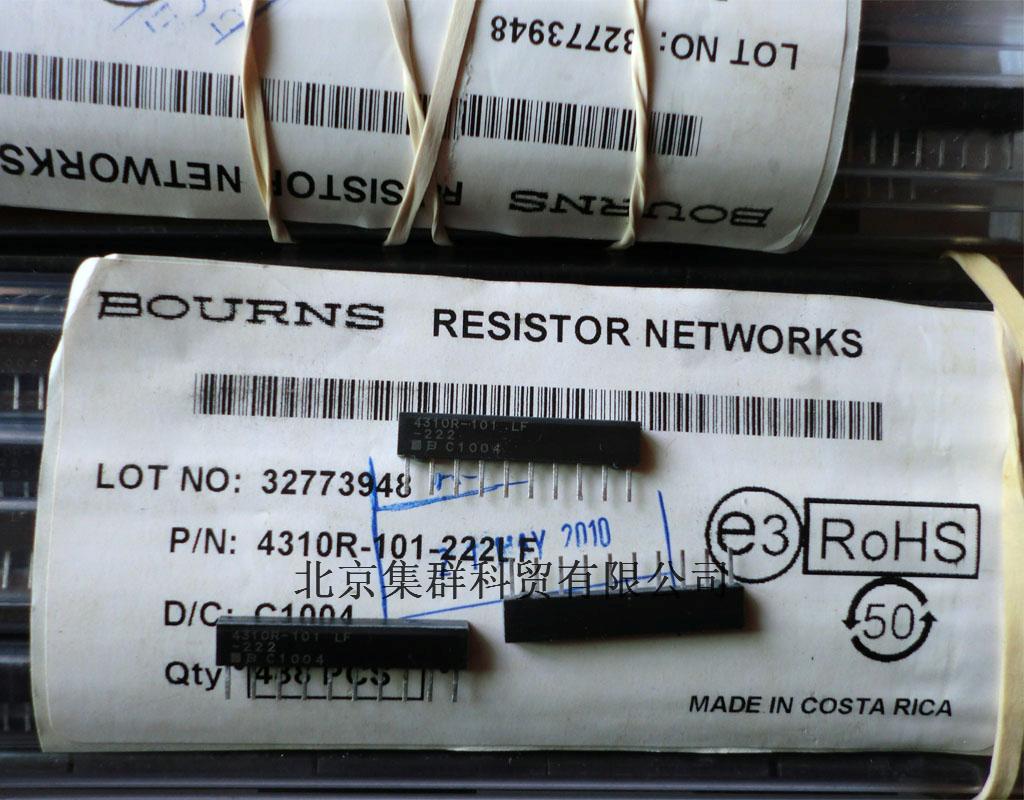 LOT NO: 32773948
RESISTOR NETWORKS
BOURNS
BOURNS RESISTOR NETWORKS
4310R-101 LF
-222
C1004
LOT NO: 32773948
P/N: 4310R-101-222LF
MAY 2010
e3 RoHS
北京集群科贸有限公司
D/C: C1004
50
4310R-101 LF
-222
C1004
Qty 438 PCS
MADE IN COSTA RICA